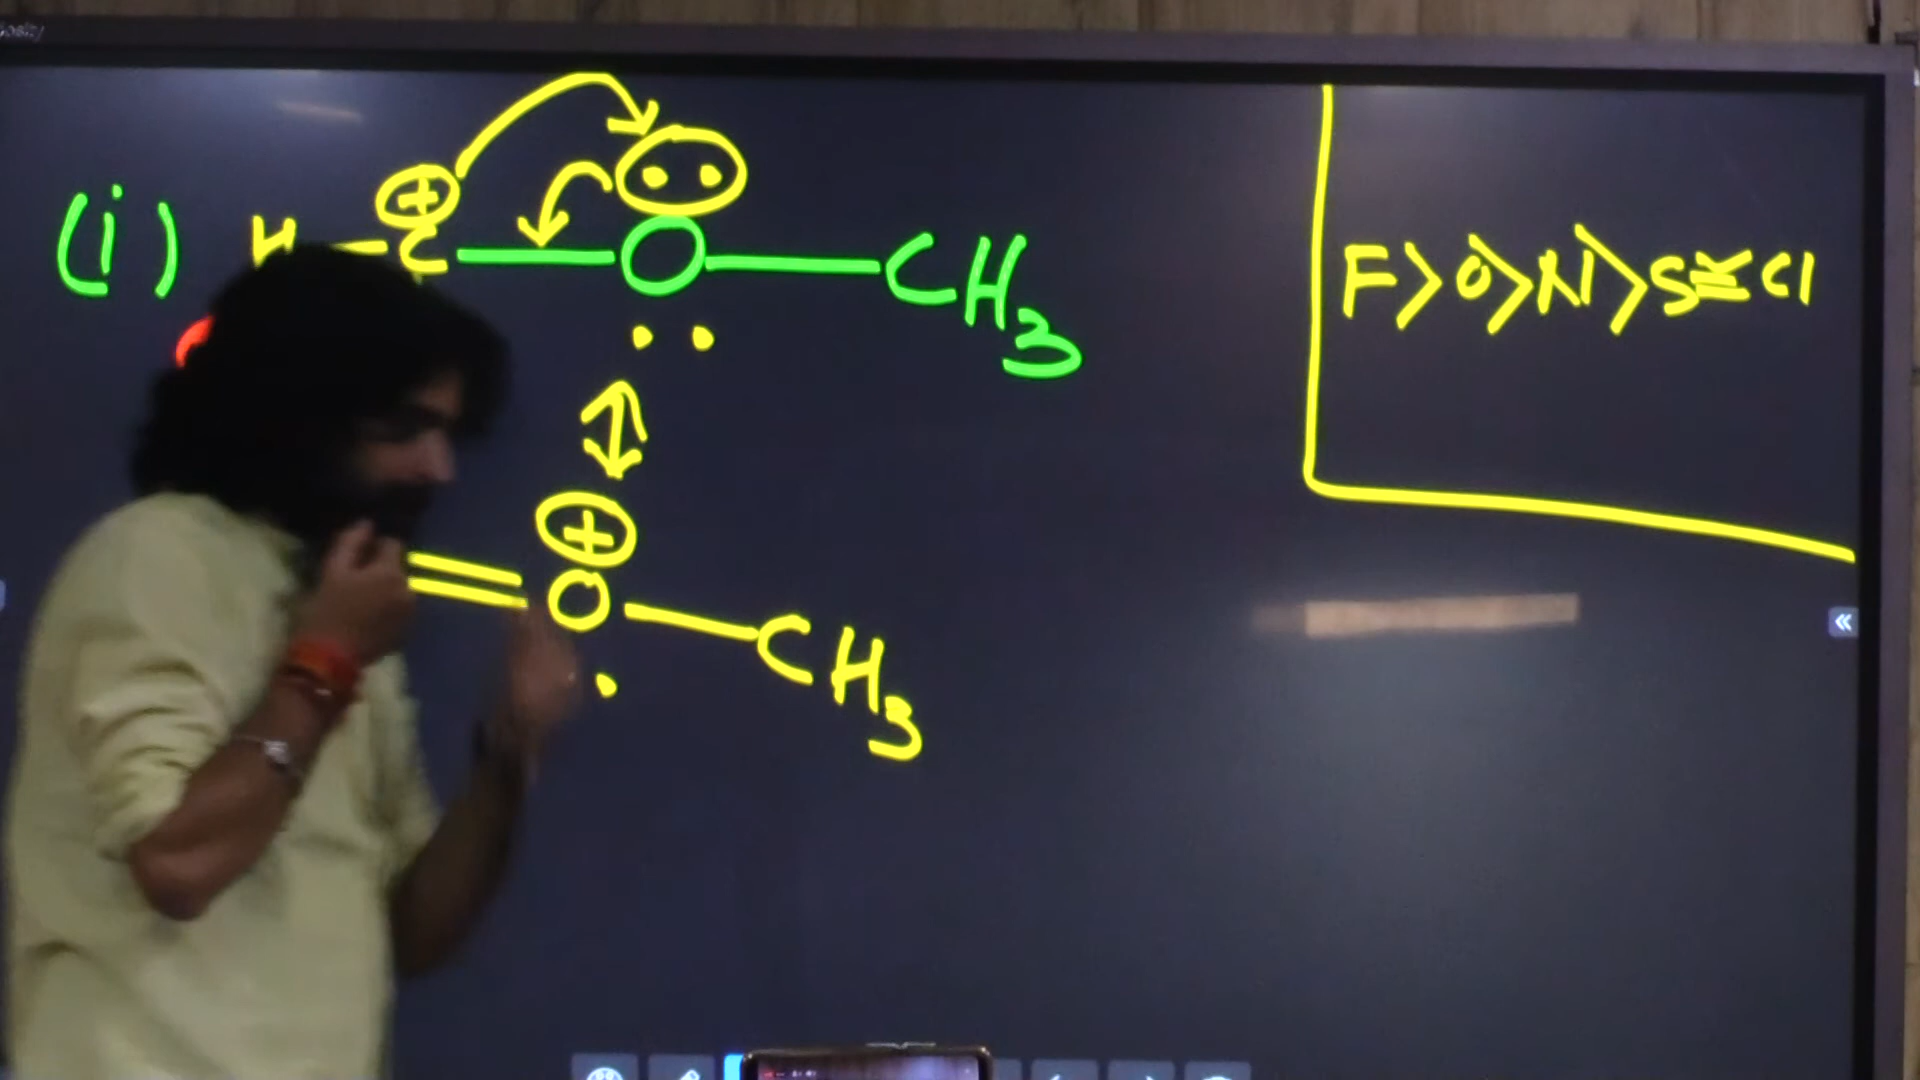 ⊕
(i) H–C–O–CH3
F>O>N>S
Cl
⊕
=O–CH3